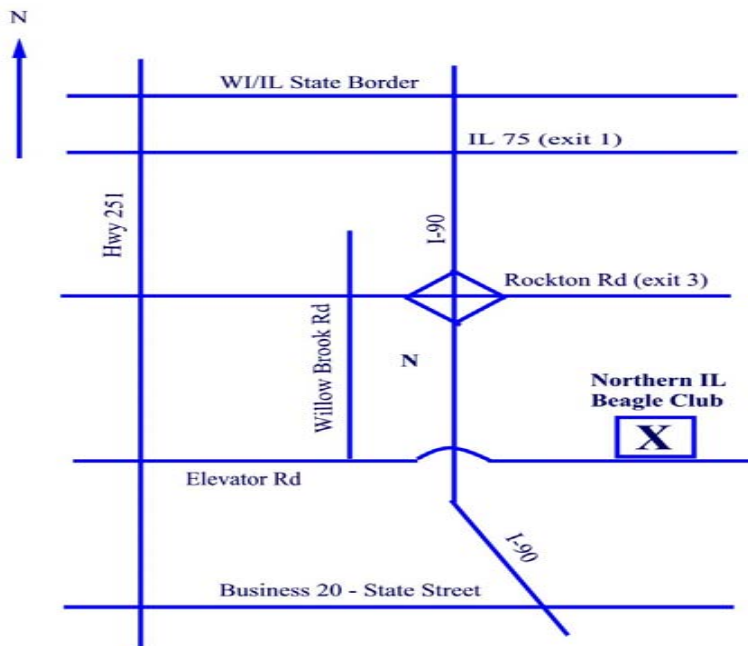 N
WI/IL State Border
IL 75 (exit 1)
Hwy 251
I-90
Rockton Rd (exit 3)
Willow Brook Rd
N
Northern IL
Beagle Club
X
Elevator Rd
I-90
Business 20 - State Street